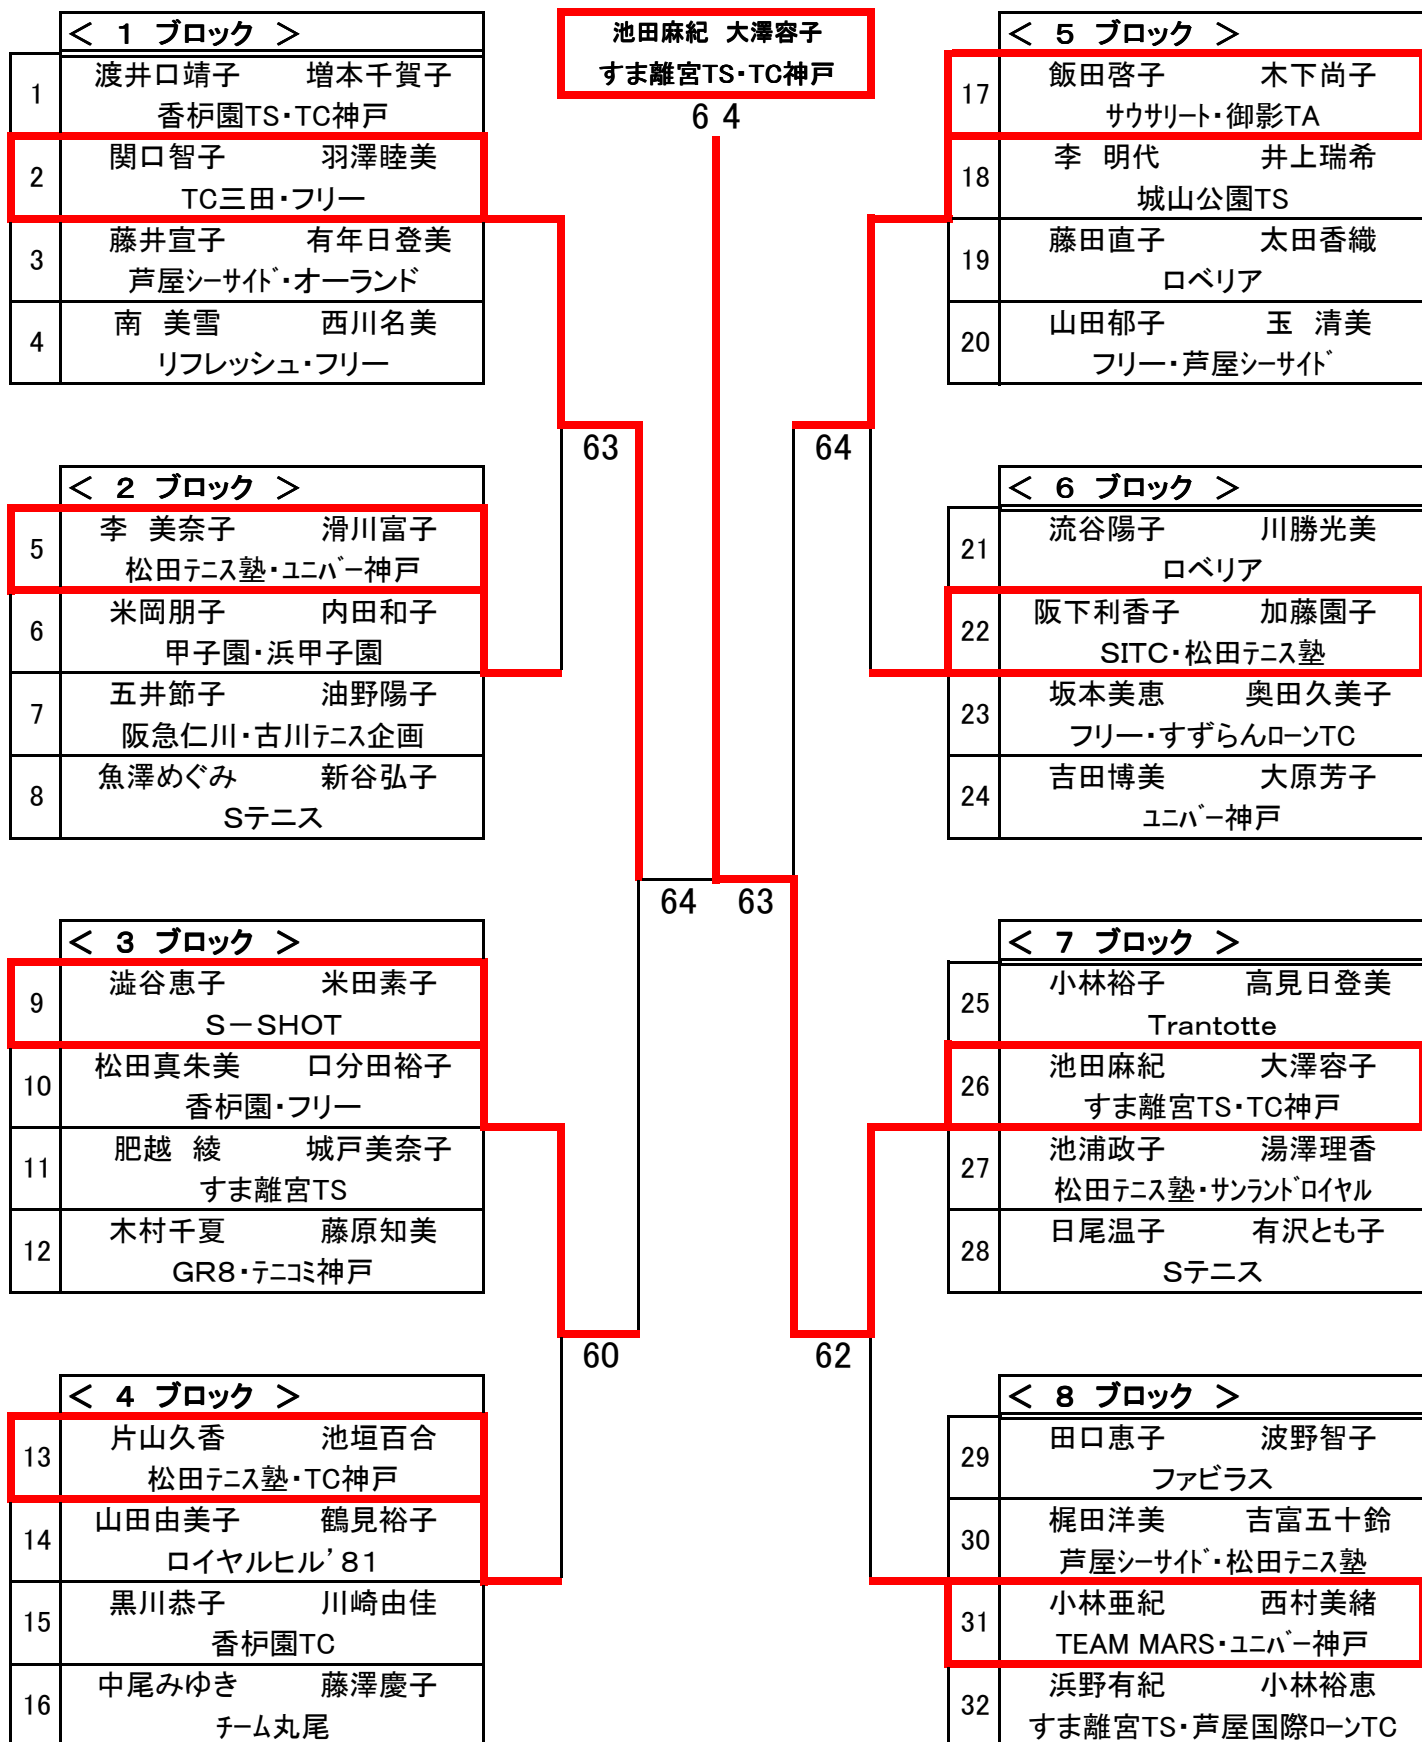 池田麻紀 大澤容子
すま離宮TS・TC神戸
6 4
＜ 1 ブロック ＞
1 渡井口靖子 増本千賀子
香枦園TS・TC神戸
2 関口智子 羽澤睦美
TC三田・フリー
3 藤井宣子 有年日登美
芦屋ｼｰｻｲﾄﾞ・オーランド
4 南 美雪 西川名美
リフレッシュ・フリー
63
＜ 2 ブロック ＞
5 李 美奈子 滑川富子
松田ﾃﾆｽ塾・ﾕﾆﾊﾞｰ神戸
6 米岡朋子 内田和子
甲子園・浜甲子園
7 五井節子 油野陽子
阪急仁川・古川ﾃﾆｽ企画
8 魚澤めぐみ 新谷弘子
Sテニス
64
＜ 3 ブロック ＞
9 澁谷恵子 米田素子
S－SHOT
10 松田真朱美 口分田裕子
香枦園・フリー
11 肥越 綾 城戸美奈子
すま離宮TS
12 木村千夏 藤原知美
GR8・ﾃﾆｺﾐ神戸
60
＜ 4 ブロック ＞
13 片山久香 池垣百合
松田ﾃﾆｽ塾・TC神戸
14 山田由美子 鶴見裕子
ロイヤルヒル’81
15 黒川恭子 川崎由佳
香枦園TC
16 中尾みゆき 藤澤慶子
ﾁｰﾑ丸尾
＜ 5 ブロック ＞
17 飯田啓子 木下尚子
ｻｳｻﾘｰﾄ・御影TA
18 李 明代 井上瑞希
城山公園TS
19 藤田直子 太田香織
ロベリア
20 山田郁子 玉 清美
フリー・芦屋ｼｰｻｲﾄﾞ
64
＜ 6 ブロック ＞
21 流谷陽子 川勝光美
ロベリア
22 阪下利香子 加藤園子
SITC・松田ﾃﾆｽ塾
23 坂本美恵 奥田久美子
フリー・すずらんﾛｰﾝTC
24 吉田博美 大原芳子
ﾕﾆﾊﾞｰ神戸
63
＜ 7 ブロック ＞
25 小林裕子 高見日登美
Trantotte
26 池田麻紀 大澤容子
すま離宮TS・TC神戸
27 池浦政子 湯澤理香
松田ﾃﾆｽ塾・ｻﾝﾗﾝﾄﾞﾛｲﾔﾙ
28 日尾温子 有沢とも子
Sテニス
62
＜ 8 ブロック ＞
29 田口恵子 波野智子
ファビラス
30 梶田洋美 吉富五十鈴
芦屋ｼｰｻｲﾄﾞ・松田ﾃﾆｽ塾
31 小林亜紀 西村美緒
TEAM MARS・ﾕﾆﾊﾞｰ神戸
32 浜野有紀 小林裕恵
すま離宮TS・芦屋国際ﾛｰﾝTC